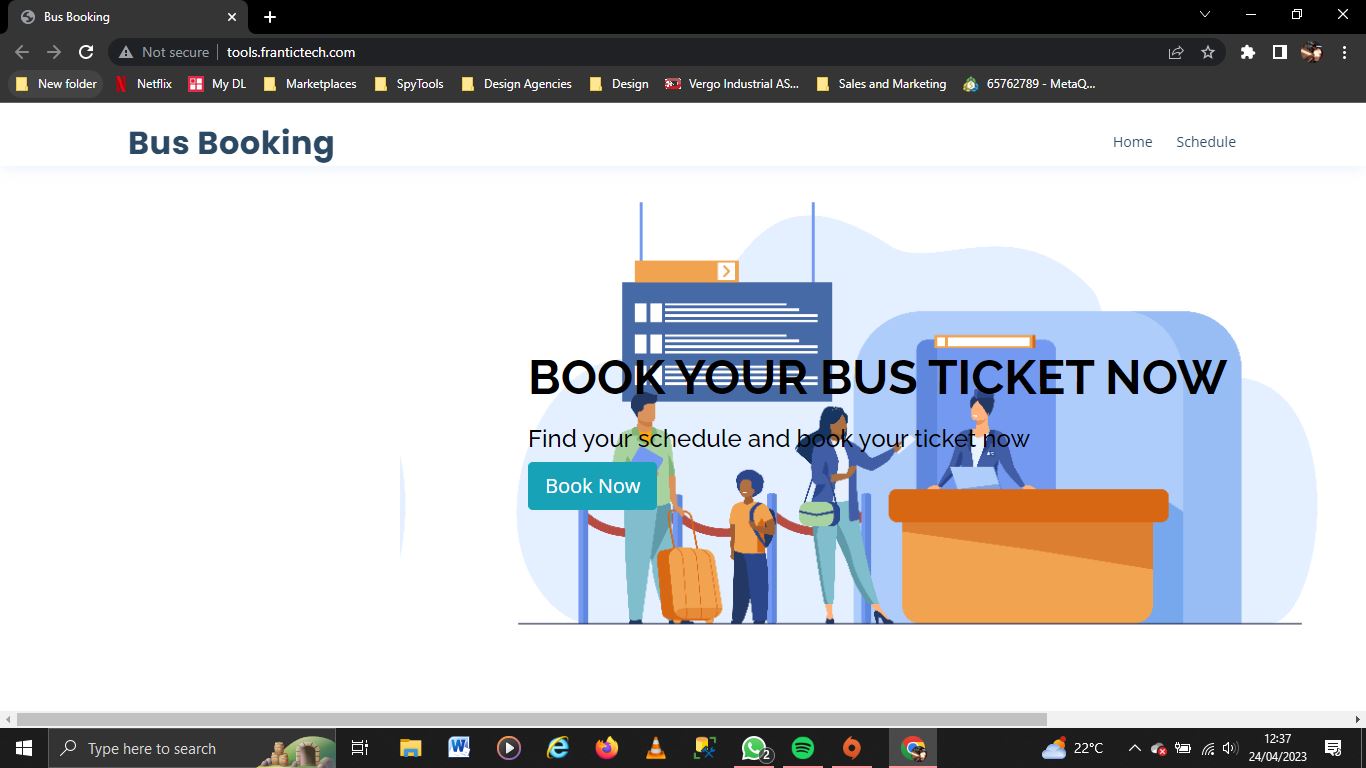 Bus Booking
Not secure
tools.frantictech.com
New folder
Netflix
My DL
Marketplaces
SpyTools
Design Agencies
Design
Vergo Industrial AS...
Sales and Marketing
65762789 - MetaQ...
Bus Booking
Home
Schedule
BOOK YOUR BUS TICKET NOW
Find your schedule and book your ticket now
Book Now
Type here to search
2
22°C
12:37
24/04/2023